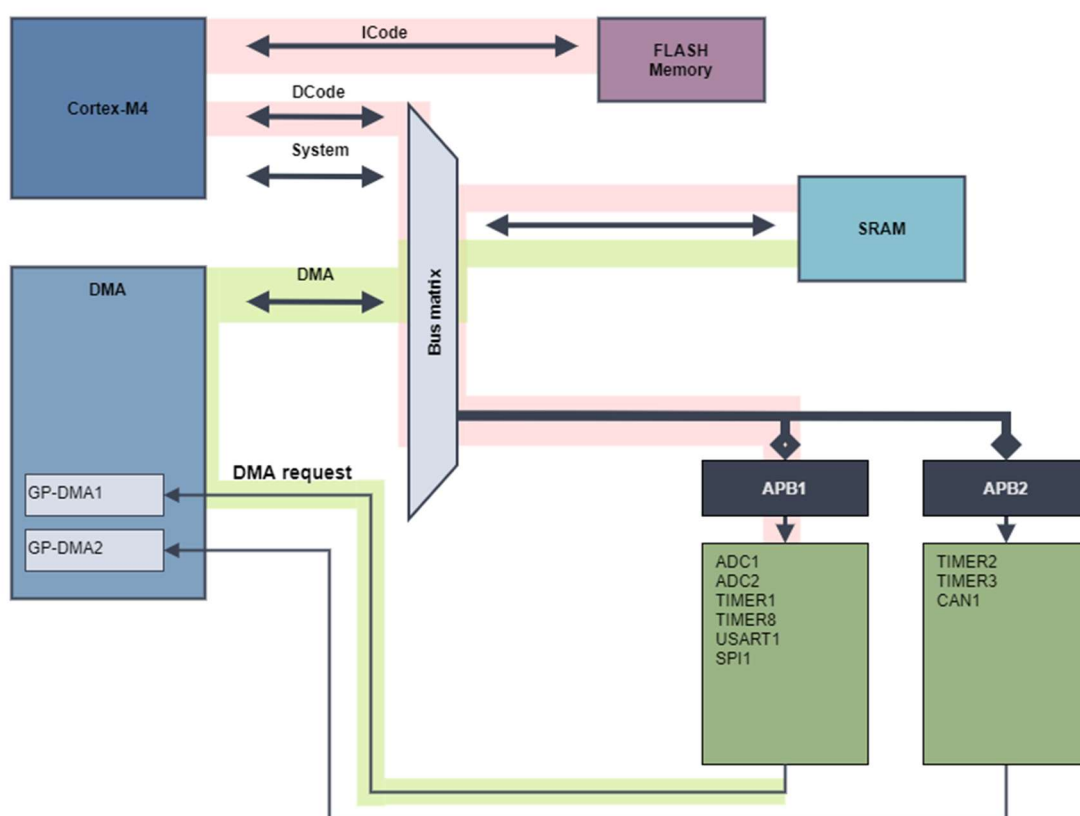 ICode
FLASH
Memory
Cortex-M4
DCode
System
SRAM
DMA
DMA
Bus matrix
DMA request
GP-DMA1
GP-DMA2
APB1
APB2
ADC1
ADC2
TIMER1
TIMER8
USART1
SPI1
TIMER2
TIMER3
CAN1